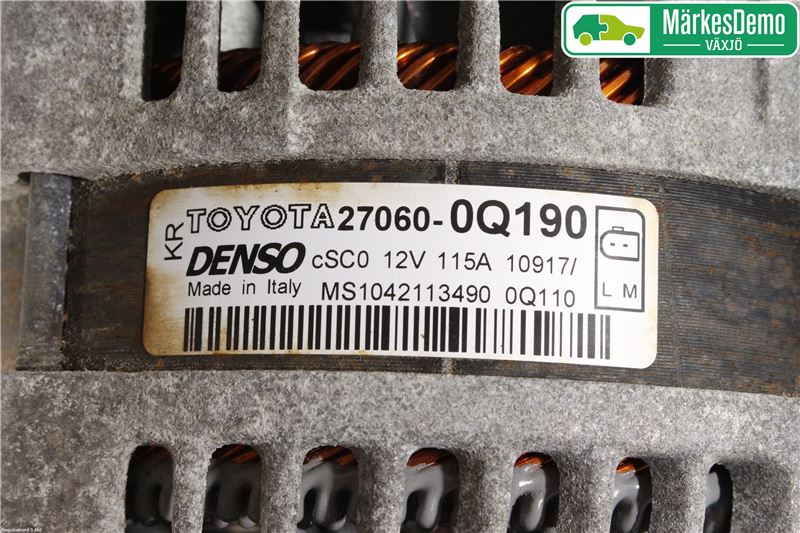 MärkesDemo
VÄXJÖ
KR TOYOTA 27060-0Q190
DENSO cSC0 12V 115A 10917/
Made in Italy MS1042113490 0Q110
L M